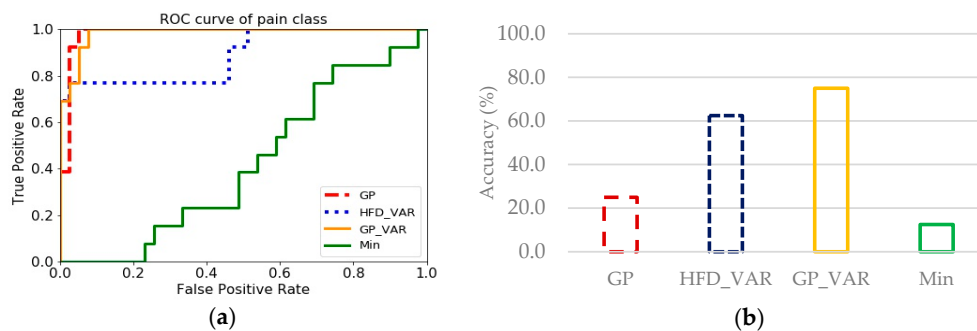 ROC curve of pain class
True Positive Rate
1.0
0.8
0.6
0.4
0.2
0.0
GP
HFD_VAR
GP_VAR
Min
0.0 0.2 0.4 0.6 0.8 1.0
False Positive Rate
(a)
Accuracy (%)
100.0
80.0
60.0
40.0
20.0
0.0
GP HFD_VAR GP_VAR Min
(b)